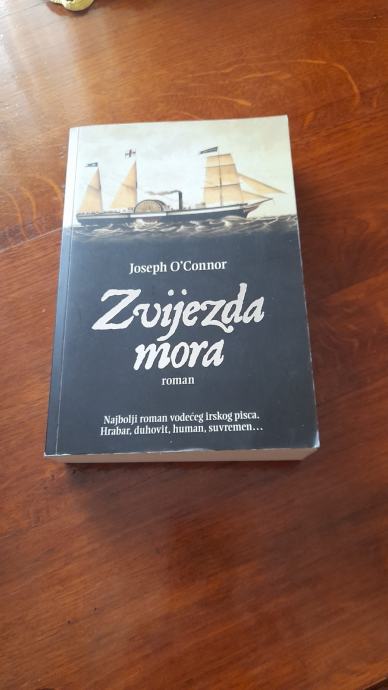 Joseph O'Connor
Zvijezda
mora
roman
Najbolji roman vodećeg irskog pisca.
Hrabar, duhovit, human, suvremen...